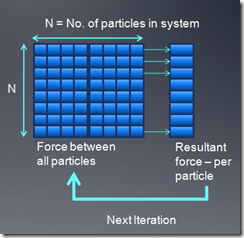 N = No. of particles in system
N
Force between
all particles
Resultant
force – per
particle
Next Iteration